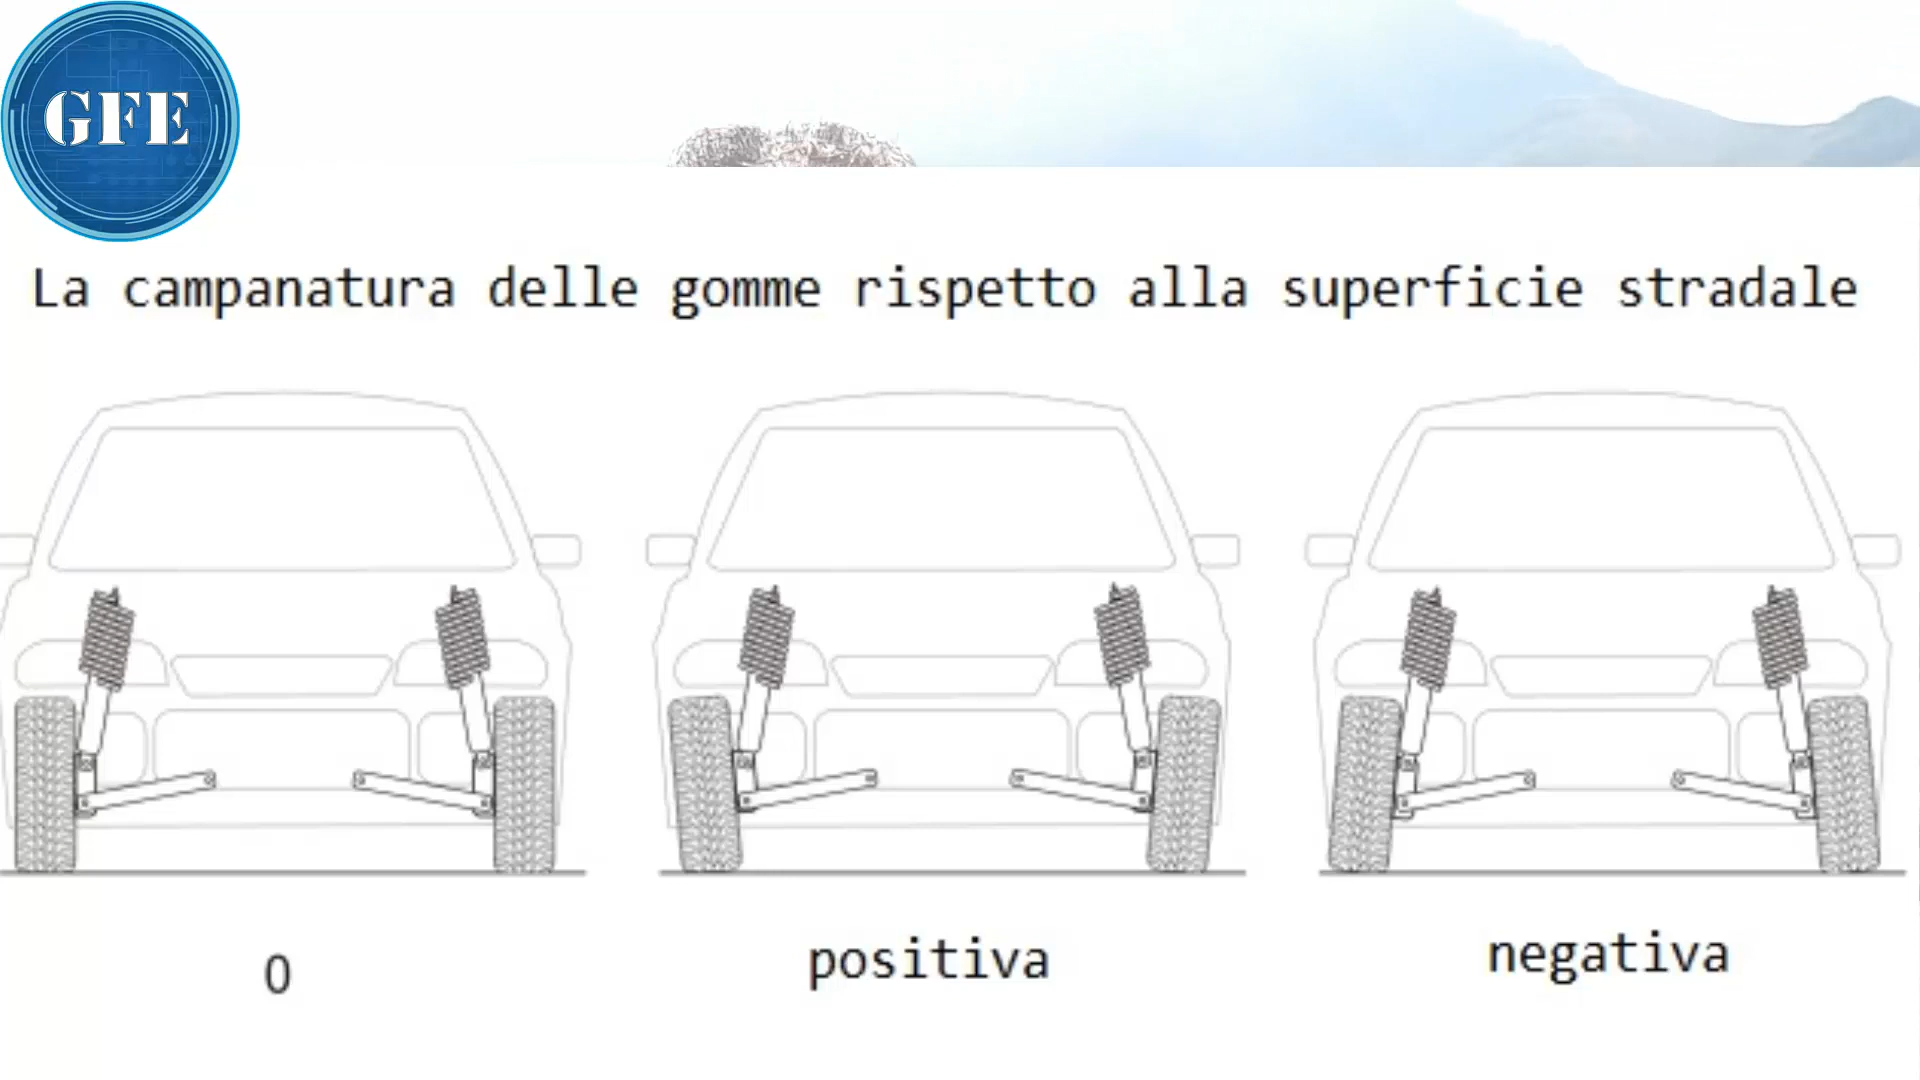 GFE
La campanatura delle gomme rispetto alla superficie stradale
0
positiva
negativa